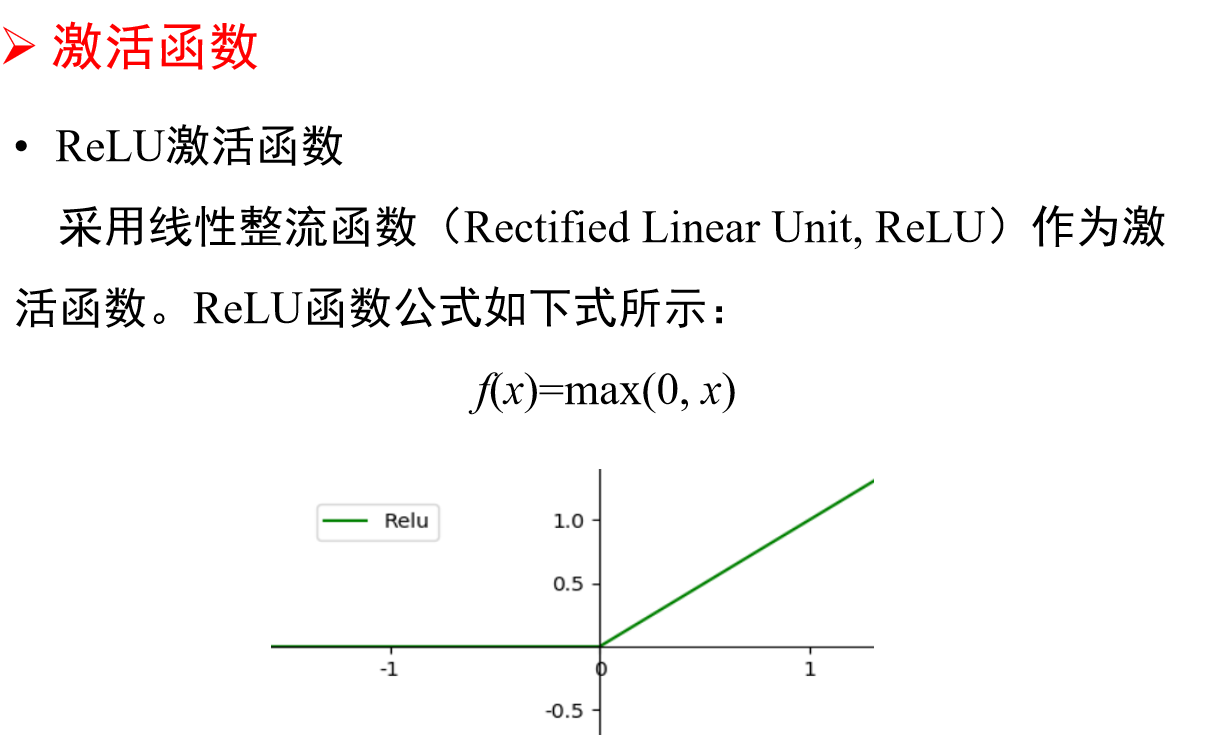 ➢ 激活函数
• ReLU激活函数
采用线性整流函数（Rectified Linear Unit, ReLU）作为激
活函数。ReLU函数公式如下式所示：
f(x)=max(0, x)
Relu
1.0
0.5
-1 0 1
-0.5